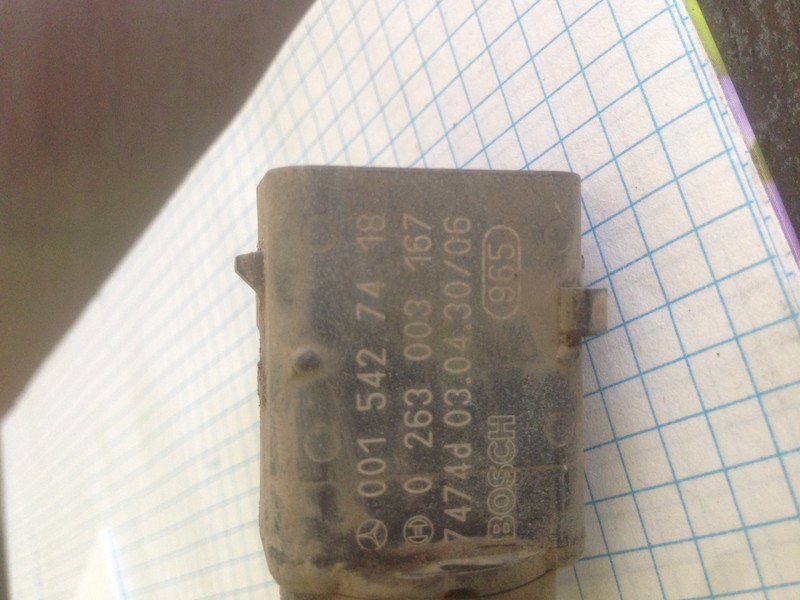 001 542 74 18
0 263 003 167
7474d 03.04.30/06
BOSCH 965